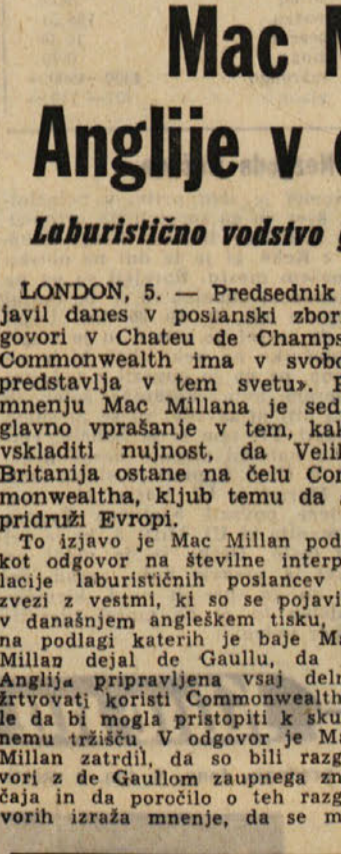 Mac M
Anglije v
Laburistično vodstvo
LONDON, 5. — Predsednik
javil danes v poslanski zbor
govori v Chateu de Champs
Commonwealth ima v svobo
predstavlja v tem svetu».
mnenju Mac Millana je sed
glavno vprašanje v tem, kak
vskladiti nujnost, da Velik
Britanija ostane na čelu Com
monwealtha, kljub temu da
pridruži Evropi.
To izjavo je Mac Millan pod
kot odgovor na številne interp
lacije laburističnih poslancev
zvezi z vestmi, ki so se pojavi
v današnjem angleškem tisku,
na podlagi katerih je baje Ma
Millan dejal de Gaullu, da
Anglija pripravljena vsaj deln
žrtvovati koristi Commonwealth
le da bi mogla pristopiti k sku
nemu tržišču. V odgovor je Ma
Millan zatrdil, da so bili razg
vori z de Gaullom zaupnega zn
čaja in da poročilo o teh razg
vorih izraža mnenje, da se m